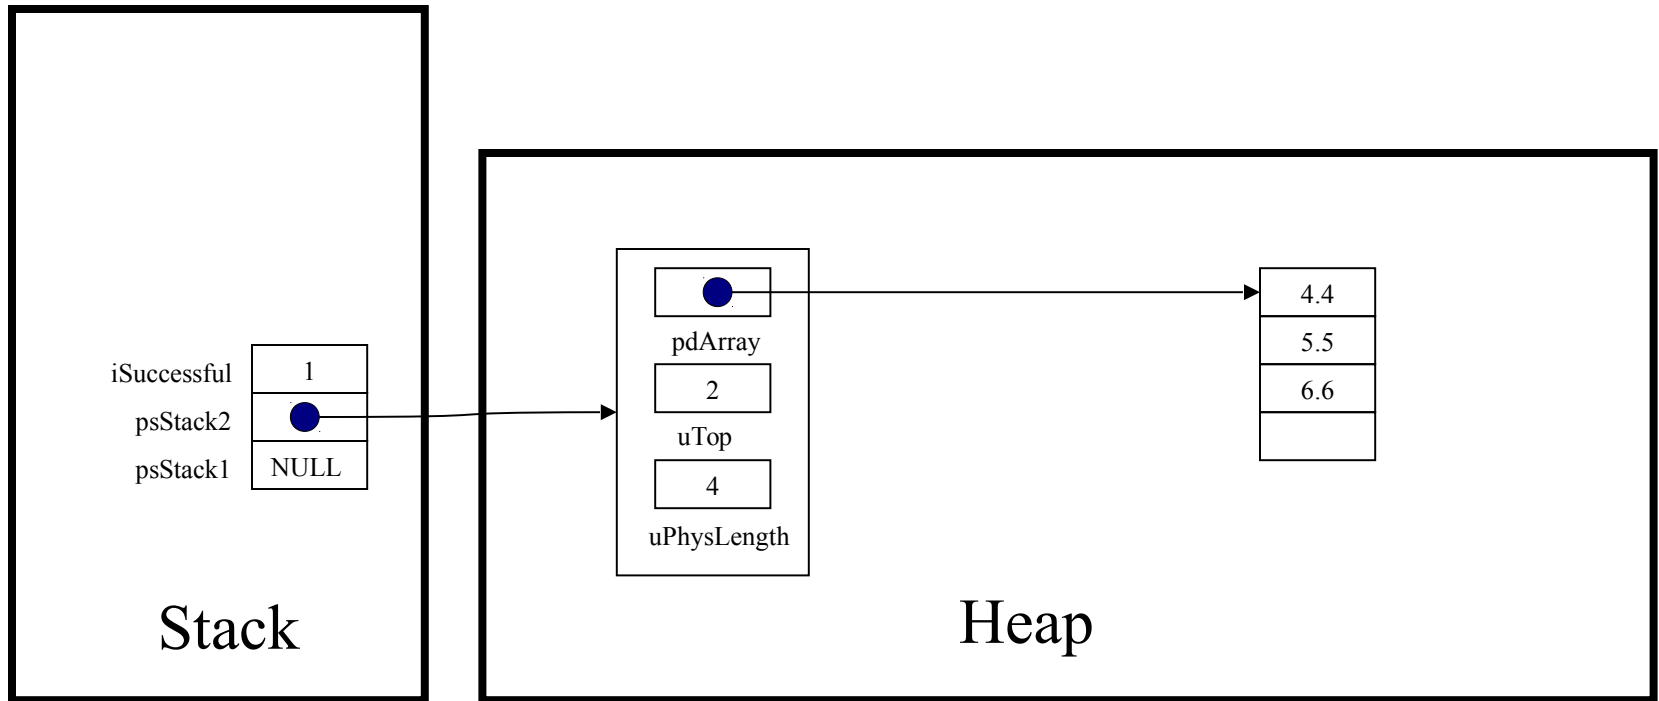 iSuccessful 1
psStack2
psStack1 NULL
Stack
pdArray
2
uTop
4
uPhysLength
4.4
5.5
6.6
Heap